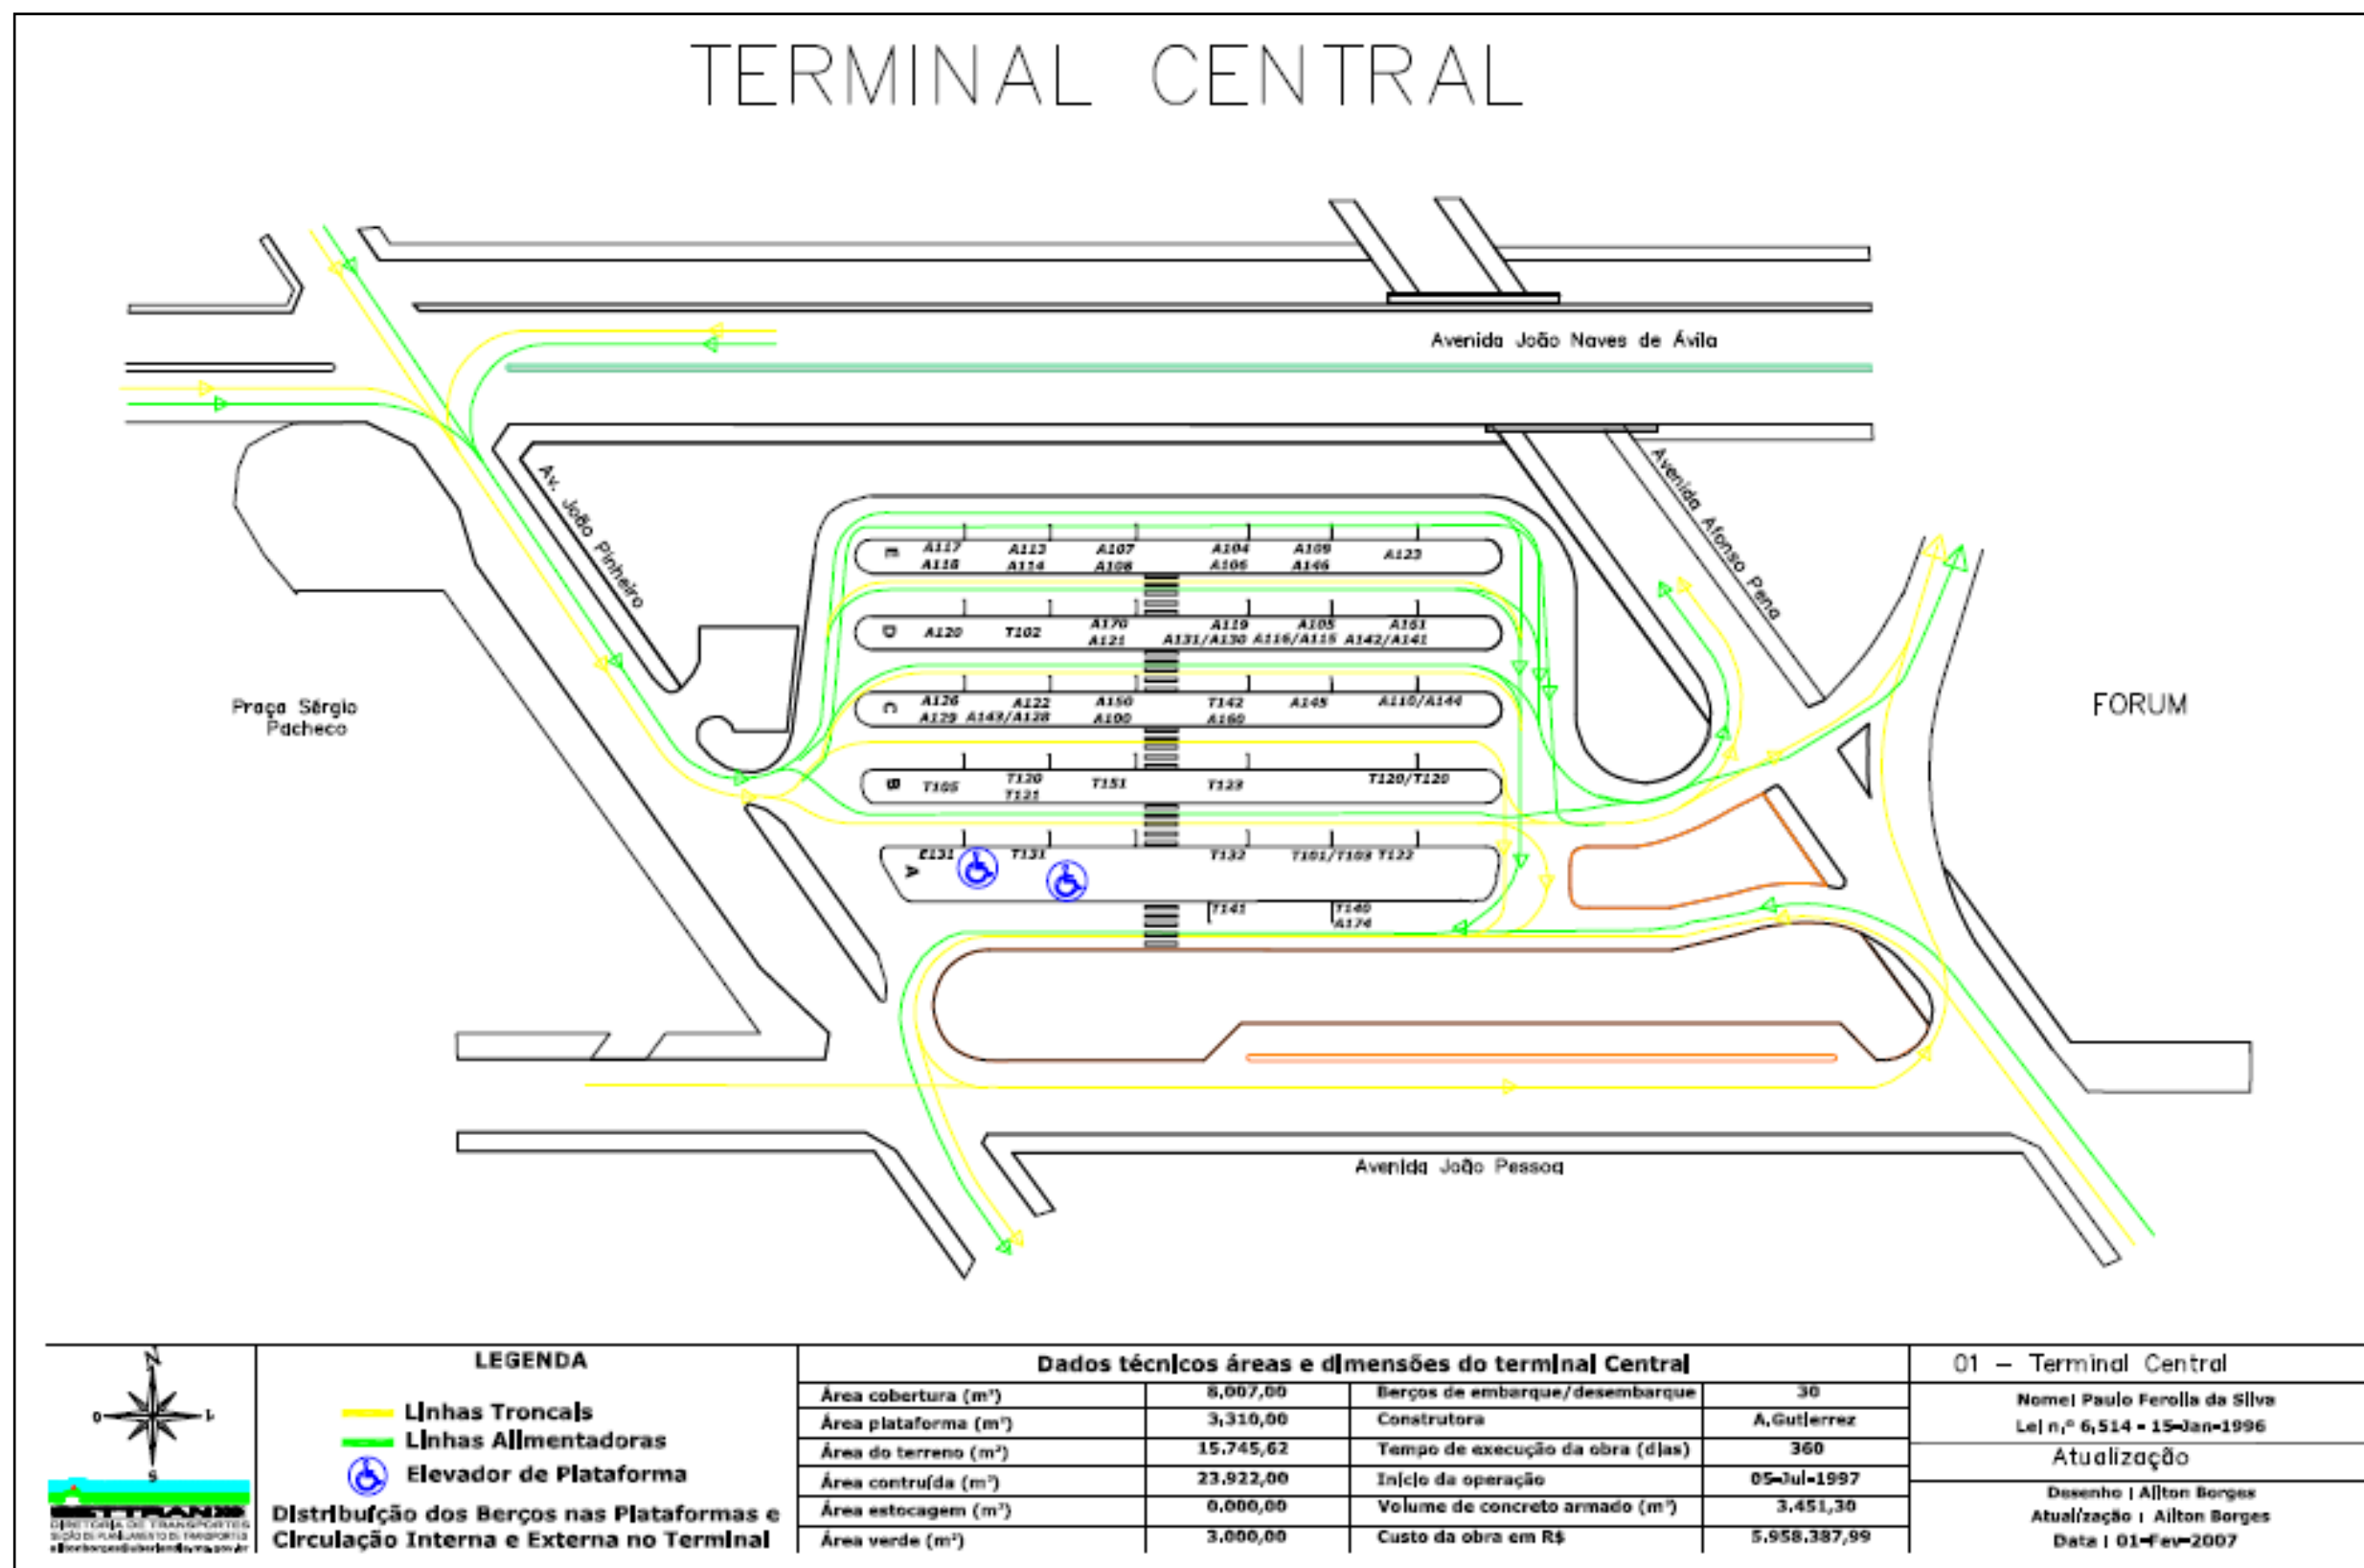 TERMINAL CENTRAL
Avenida João Naves de Ávila
Av. João Pinheiro
Avenida Afonso Pena
E
A117 A113 A107 A104 A109 A123
A118 A114 A108 A106 A146
D
A120 T102 A170 A119 A105 A161
A121 A131/A130 A116/A115 A142/A141
C
A126 A122 A150 T142 A145 A110/A144
A129 A143/A128 A100 A160
B
T105 T120 T151 T123 T128/T120
T121
A
E131 T131 T132 T101/T103 T122
T141 T140
A174
Praça Sérgio
Pacheco
FORUM
Avenida João Pessoa
N
O L
S
DIRETORIA DE TRANSPORTES
SEÇÃO DE PLANEJAMENTO DE TRANSPORTES
LEGENDA
Linhas Troncais
Linhas Alimentadoras
Elevador de Plataforma
Distribuíção dos Berços nas Plataformas e
Circulação Interna e Externa no Terminal
Dados técnicos áreas e dimensões do terminal Central
Área cobertura (m²) 8.007,00 Berços de embarque/desembarque 30
Área plataforma (m²) 3.310,00 Construtora A.Gutierrez
Área do terreno (m²) 15.745,62 Tempo de execução da obra (dias) 360
Área contruída (m²) 23.922,00 Início da operação 05-Jul-1997
Área estocagem (m²) 0.000,00 Volume de concreto armado (m³) 3.451,30
Área verde (m²) 3.000,00 Custo da obra em R$ 5.958.387,99
01 – Terminal Central
Nome: Paulo Ferolla da Silva
Lei n.º 6.514 - 15-Jan-1996
Atualização
Desenho : Ailton Borges
Atualização : Ailton Borges
Data : 01-Fev-2007